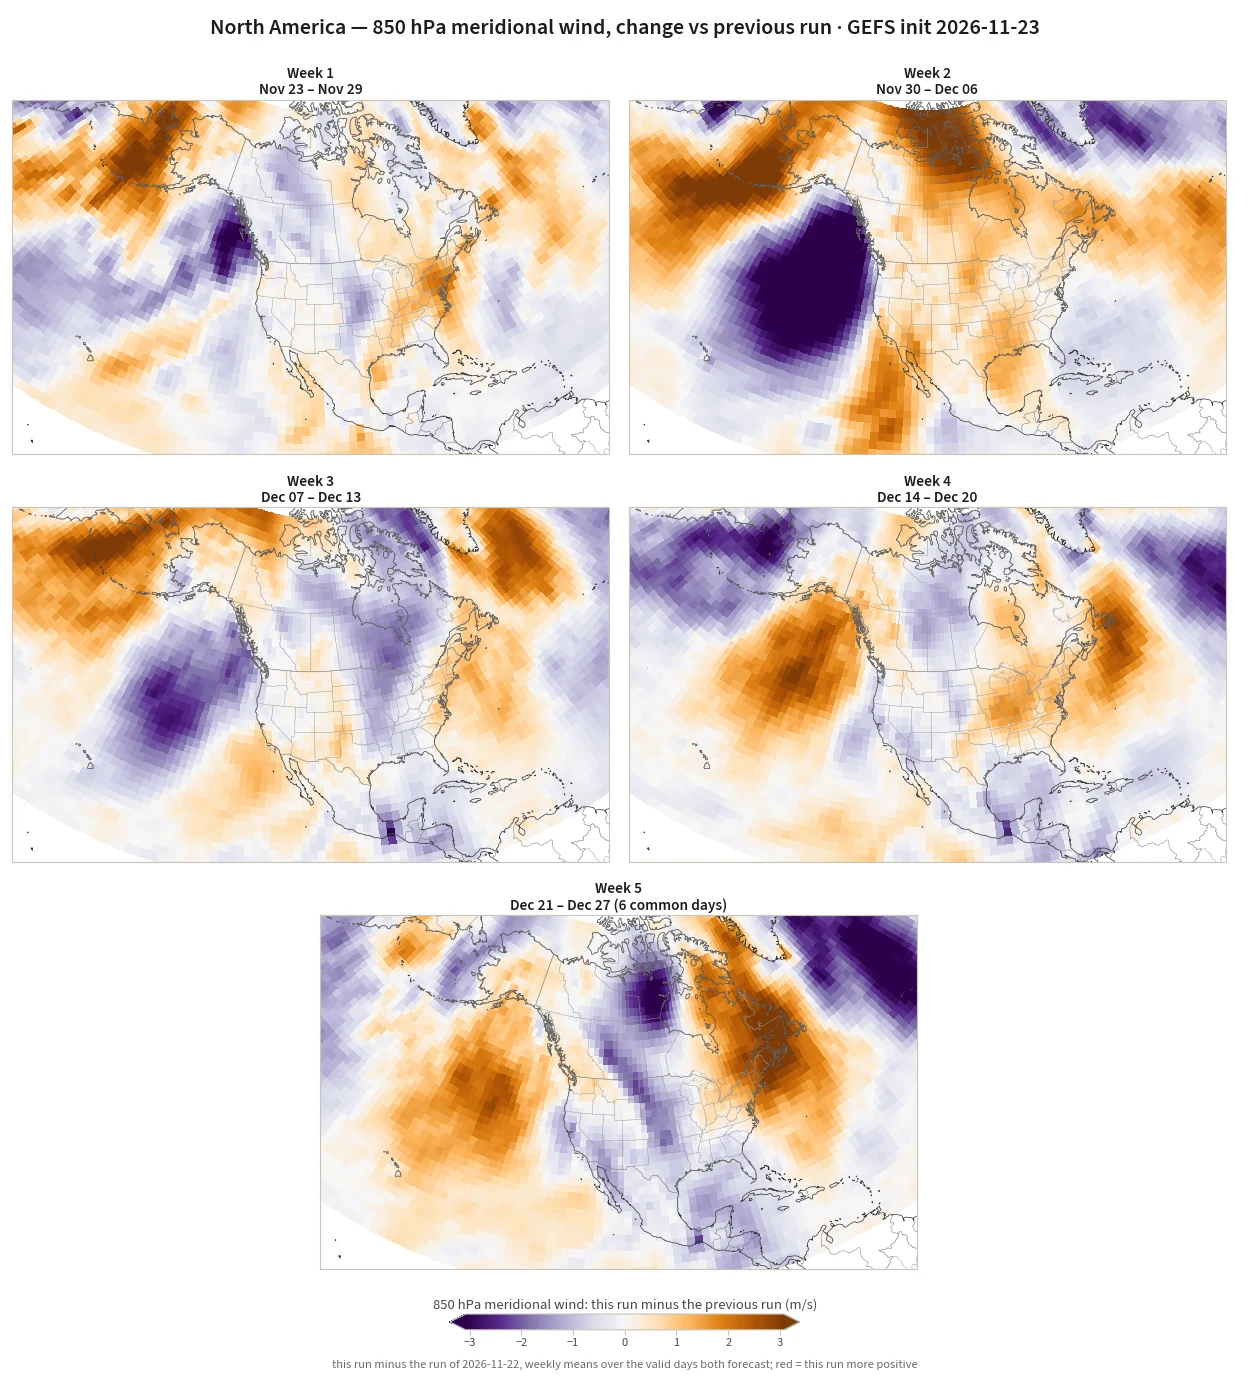 North America — 850 hPa meridional wind, change vs previous run · GEFS init 2026-11-23
Week 1
Nov 23 – Nov 29
Week 2
Nov 30 – Dec 06
Week 3
Dec 07 – Dec 13
Week 4
Dec 14 – Dec 20
Week 5
Dec 21 – Dec 27 (6 common days)
850 hPa meridional wind: this run minus the previous run (m/s)
−3 −2 −1 0 1 2 3
this run minus the run of 2026-11-22, weekly means over the valid days both forecast; red = this run more positive